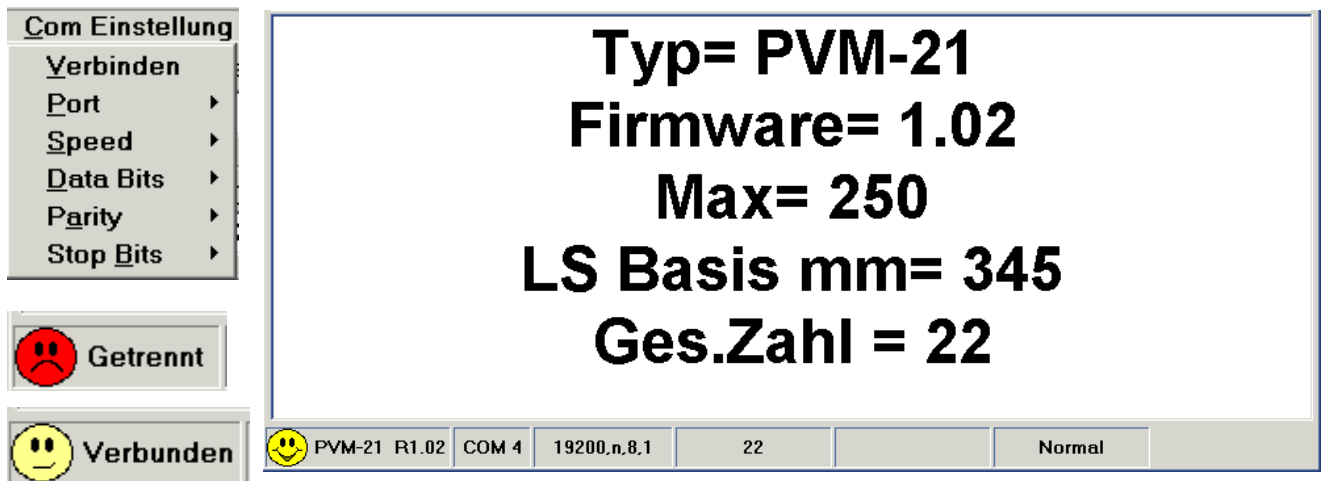 Com Einstellung
Verbinden
Port
Speed
Data Bits
Parity
Stop Bits
Getrennt
Verbunden
Typ= PVM-21
Firmware= 1.02
Max= 250
LS Basis mm= 345
Ges.Zahl = 22
PVM-21 R1.02 COM 4 19200,n,8,1 22 Normal